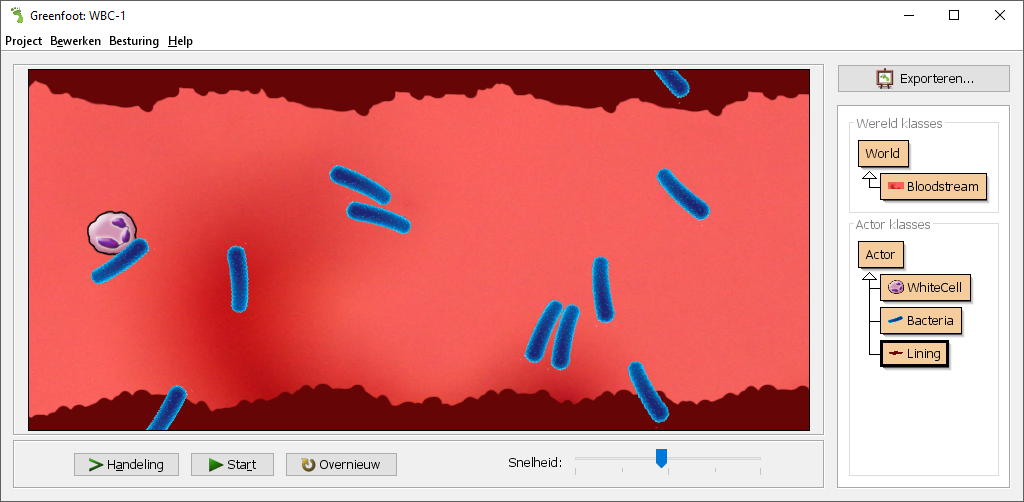 Greenfoot: WBC-1
Project Bewerken Besturing Help
Exporteren...
Wereld klasses
World
Bloodstream
Actor klasses
Actor
WhiteCell
Bacteria
Lining
Handeling
Start
Overnieuw
Snelheid: